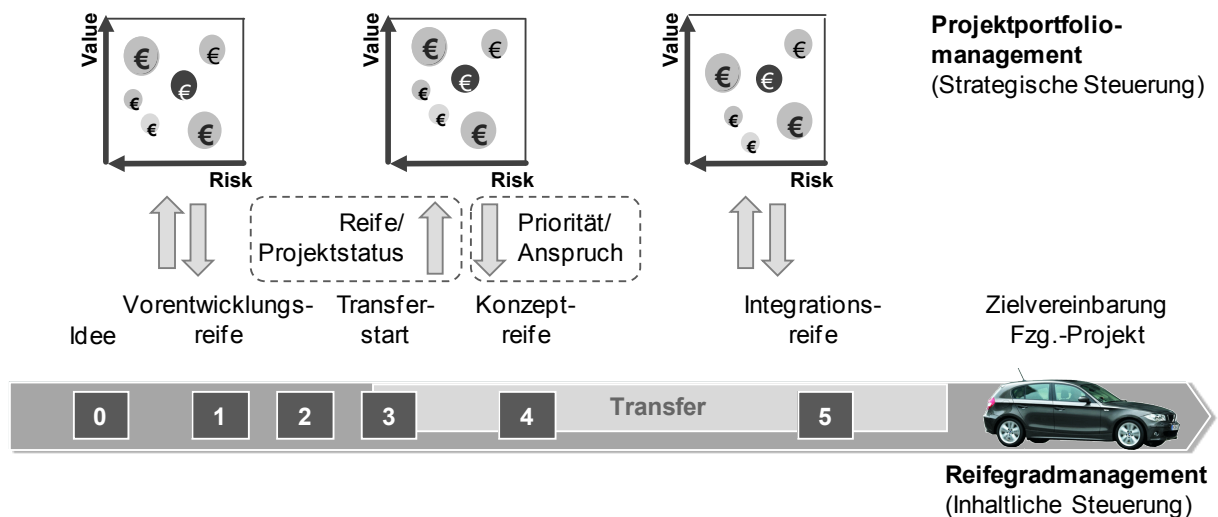 Value
€
€
€
€
€
€
Risk
Value
€
€
€
€
€
€
Risk
Value
€
€
€
€
€
€
Risk
Projektportfolio-
management
(Strategische Steuerung)
Reife/
Projektstatus
Priorität/
Anspruch
Idee
Vorentwicklungs-
reife
Transfer-
start
Konzept-
reife
Integrations-
reife
Zielvereinbarung
Fzg.-Projekt
0
1
2
3
4
Transfer
5
Reifegradmanagement
(Inhaltliche Steuerung)